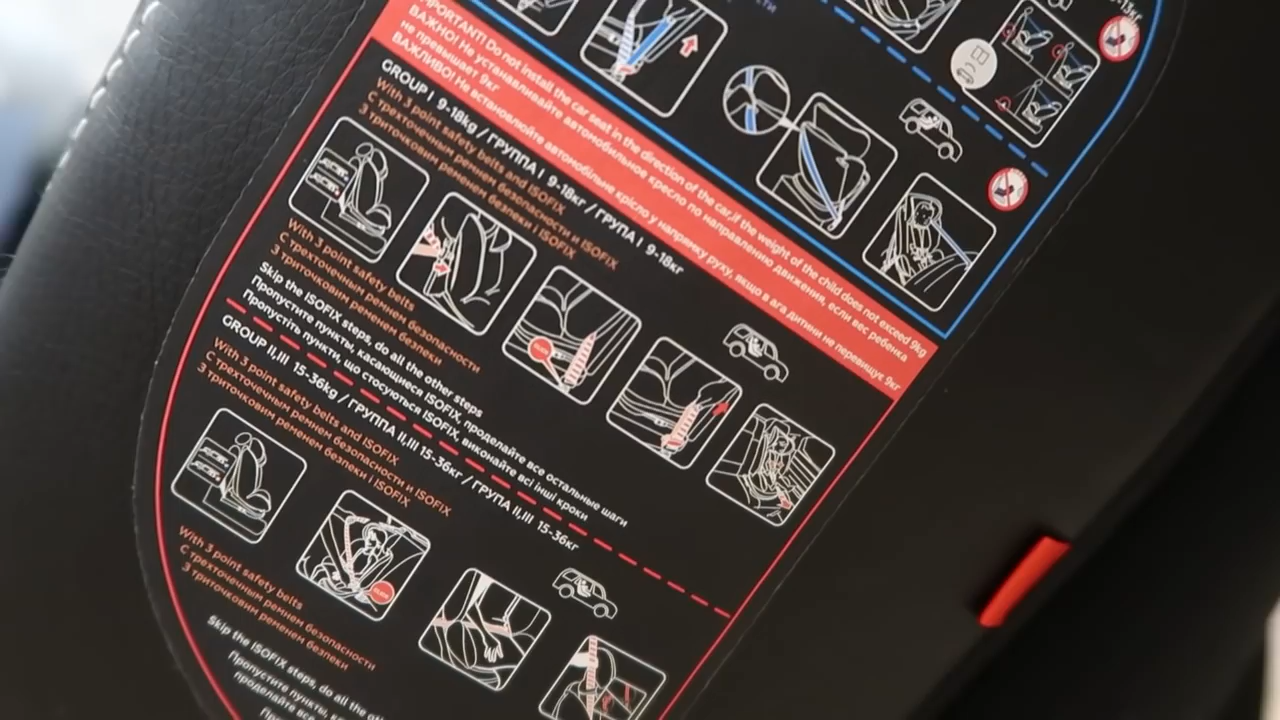 IMPORTANT! Do not install the car seat in the direction of the car,if the weight of the child does not exceed 9kg
ВАЖНО! Не устанавливайте автомобильное кресло по направлению движения, если вес ребенка
не превышает 9кг
ВАЖЛИВО! Не встановлюйте автомобільне крісло у напрямку руху, якщо в ага дитини не перевищує 9кг
GROUP I 9-18kg / ГРУППА I 9-18кг / ГРУПА I 9-18кг
With 3 point safety belts and ISOFIX
С трехточечным ремнем безопасности и ISOFIX
З триточковим ременем безпеки і ISOFIX
With 3 point safety belts
С трехточечным ремнем безопасности
З триточковим ременем безпеки
Skip the ISOFIX steps, do all the other steps
Пропустите пункты, касающиеся ISOFIX, проделайте все остальные шаги
Пропустіть пункти, що стосуються ISOFIX, виконайте всі інші кроки
GROUP II,III 15-36kg / ГРУППА II,III 15-36кг / ГРУПА II,III 15-36кг
With 3 point safety belts and ISOFIX
С трехточечным ремнем безопасности и ISOFIX
З триточковим ременем безпеки і ISOFIX
With 3 point safety belts
С трехточечным ремнем безопасности
З триточковим ременем безпеки
Skip the ISOFIX steps, do all the
Пропустите пункты,
проделайте все